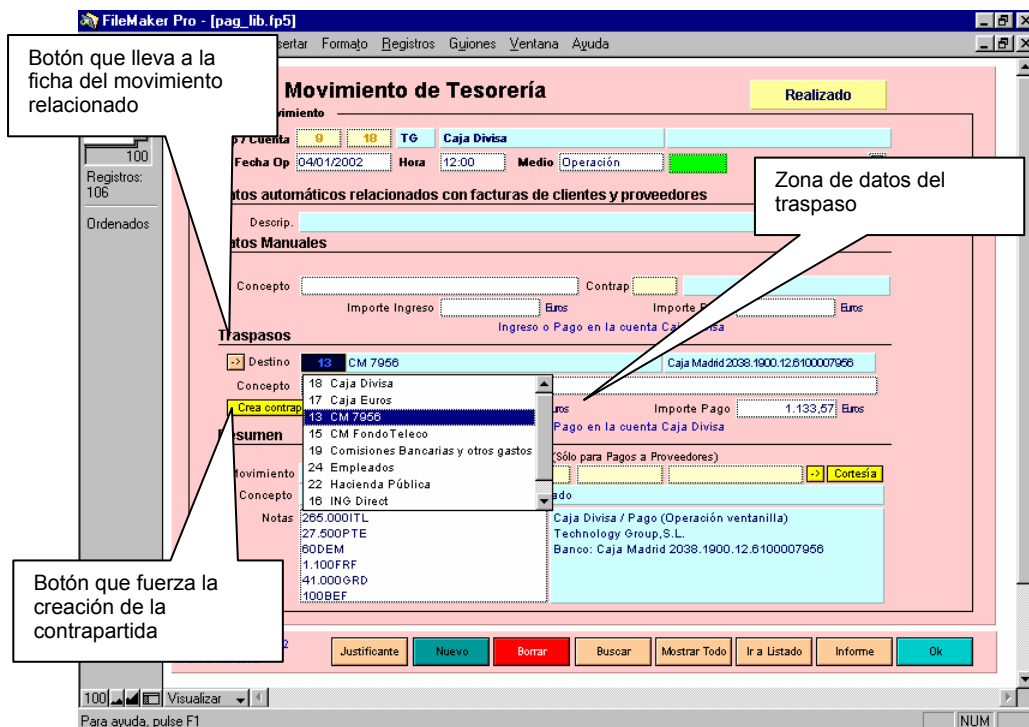 FileMaker Pro - [pag_lib.fp5]
Formato Registros Guiones Ventana Ayuda
Botón que lleva a la
ficha del movimiento
relacionado
Movimiento de Tesorería
Realizado
Cuenta 9 18 TG Caja Divisa
Fecha Op 04/01/2002 Hora 12:00 Medio Operación
100
Registros:
106
Ordenados
Zona de datos del
traspaso
automáticos relacionados con facturas de clientes y proveedores
Descrip.
Manuales
Concepto Contrap
Importe Ingreso Euros Importe Euros
Ingreso o Pago en la cuenta Caja Divisa
Traspasos
-> Destino 13 CM 7956 Caja Madrid 2038.1900.12.6100007956
Concepto
18 Caja Divisa
17 Caja Euros
13 CM 7956
15 CM FondoTeleco
19 Comisiones Bancarias y otros gastos
24 Empleados
22 Hacienda Pública
16 ING Direct
Crea Importe Pago 1.133,57 Euros
Pago en la cuenta Caja Divisa
(Sólo para Pagos a Proveedores)
-> Cortesía
Concepto
Notas 265.000ITL
27.500PTE
60DEM
1.100FRF
41.000GRD
100BEF
Caja Divisa / Pago (Operación ventanilla)
Technology Group,S.L.
Banco: Caja Madrid 2038.1900.12.6100007956
Botón que fuerza la
creación de la
contrapartida
Justificante Nuevo Borrar Buscar Mostrar Todo Ir a Listado Informe Ok
100 Visualizar
Para ayuda, pulse F1 NUM